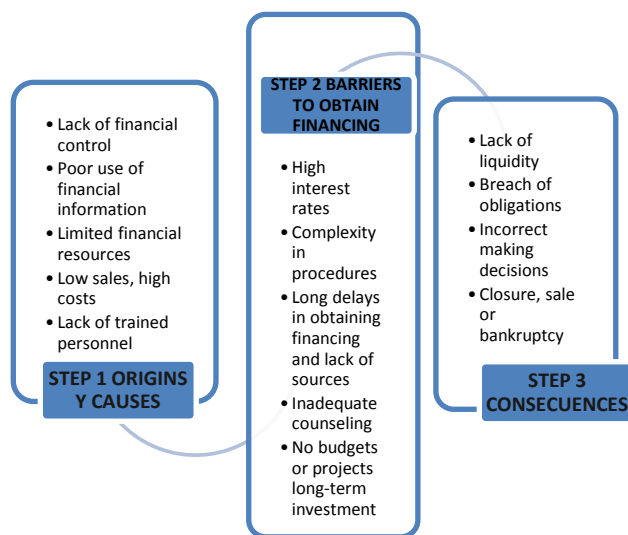 • Lack of financial
control
• Poor use of
financial
information
• Limited financial
resources
• Low sales, high
costs
• Lack of trained
personnel
STEP 1 ORIGINS
Y CAUSES
STEP 2 BARRIERS
TO OBTAIN
FINANCING
• High
interest
rates
• Complexity
in
procedures
• Long delays
in obtaining
financing
and lack of
sources
• Inadequate
counseling
• No budgets
or projects
long-term
investment
• Lack of
liquidity
• Breach of
obligations
• Incorrect
making
decisions
• Closure, sale
or
bankruptcy
STEP 3
CONSECUENCES